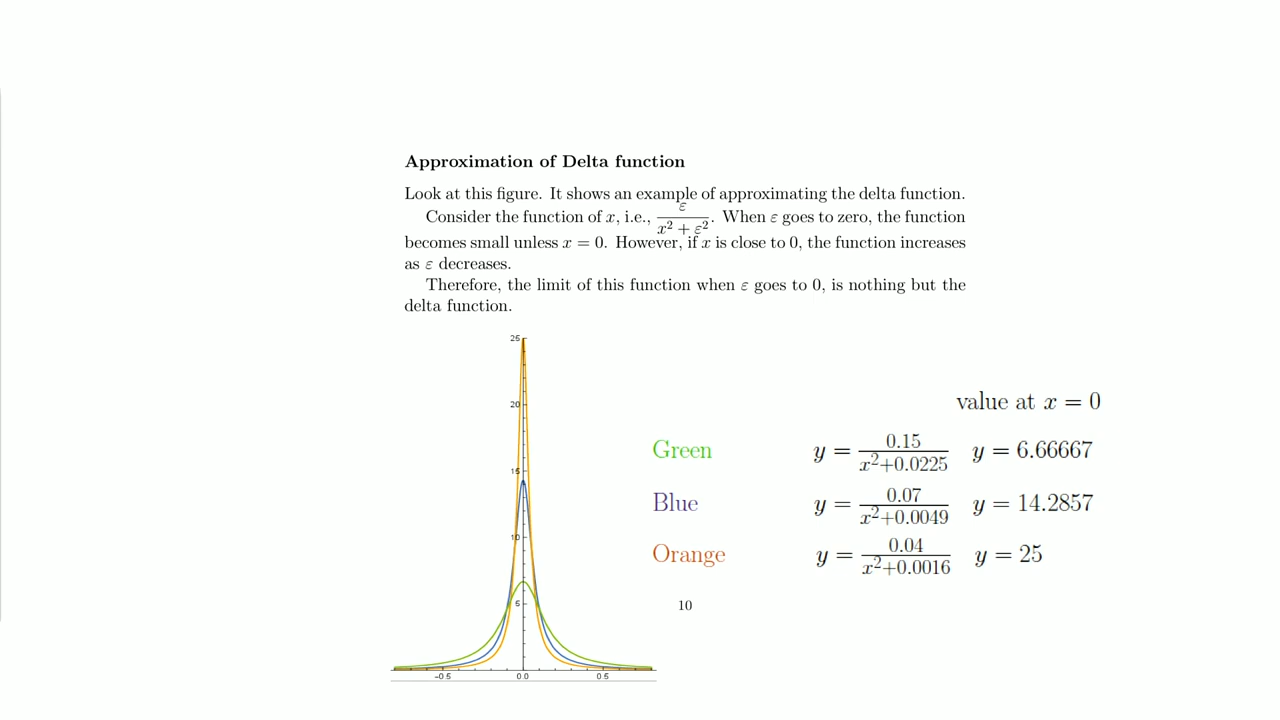 Approximation of Delta function
Look at this figure. It shows an example of approximating the delta function.
Consider the function of x, i.e., ε / (x² + ε²). When ε goes to zero, the function
becomes small unless x = 0. However, if x is close to 0, the function increases
as ε decreases.
Therefore, the limit of this function when ε goes to 0, is nothing but the
delta function.
25
20
15
10
5
-0.5 0.0 0.5
value at x = 0
Green y = 0.15 / (x²+0.0225) y = 6.66667
Blue y = 0.07 / (x²+0.0049) y = 14.2857
Orange y = 0.04 / (x²+0.0016) y = 25
10